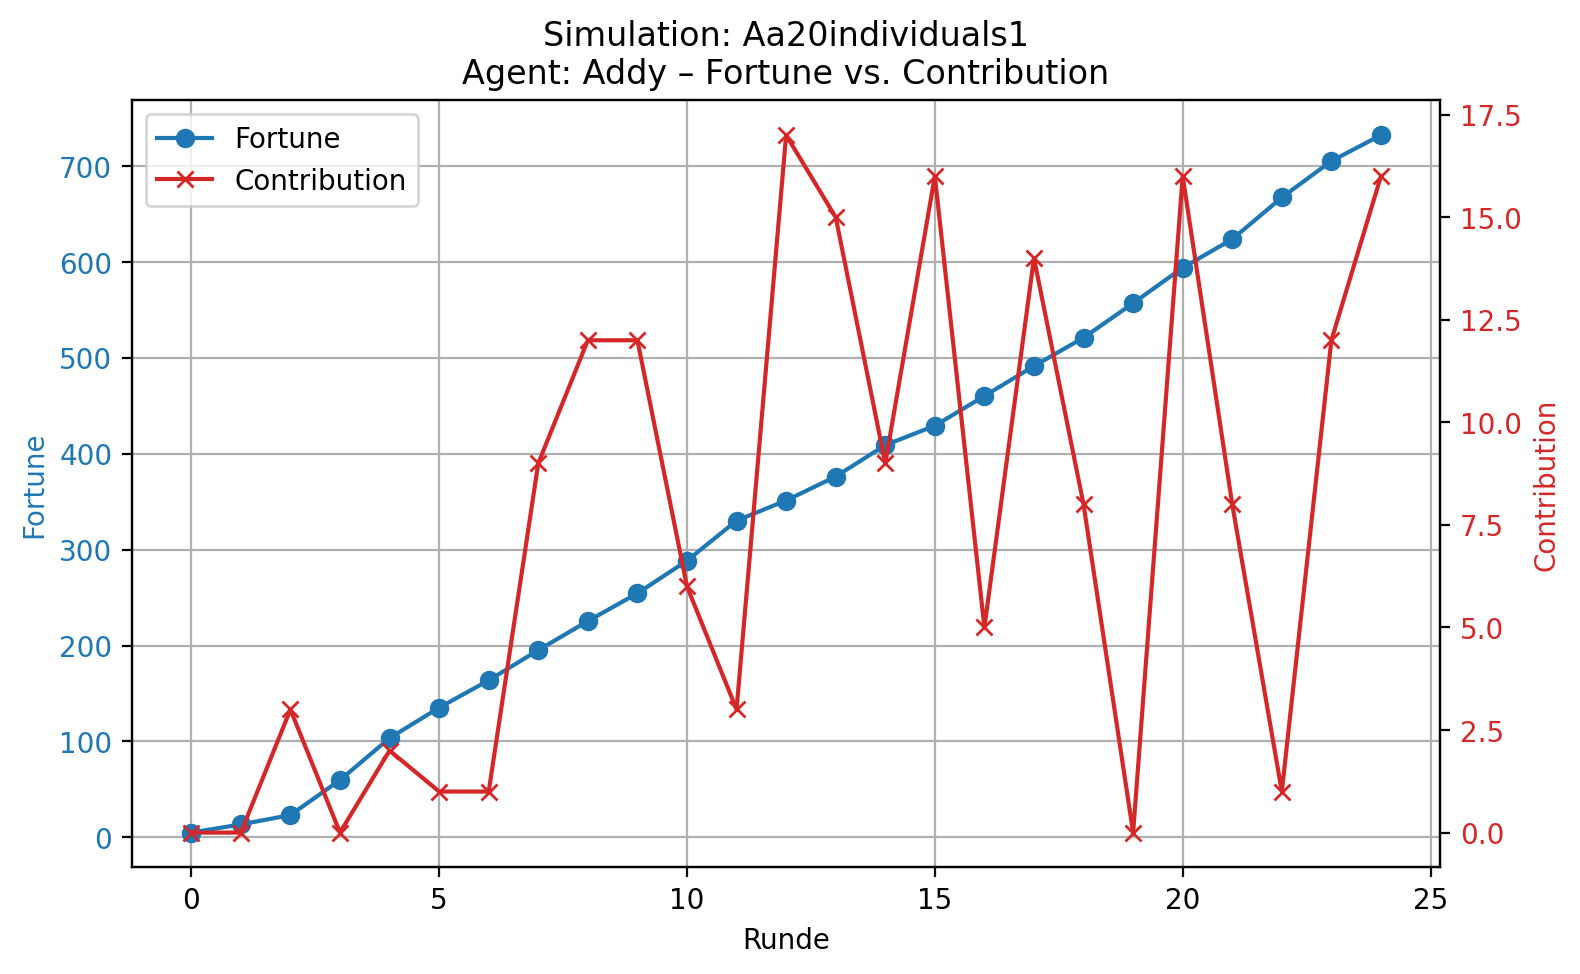 Simulation: Aa20individuals1
Agent: Addy – Fortune vs. Contribution
Fortune
Contribution
700
600
500
400
300
200
100
0
Fortune
17.5
15.0
12.5
10.0
7.5
5.0
2.5
0.0
Contribution
0 5 10 15 20 25
Runde